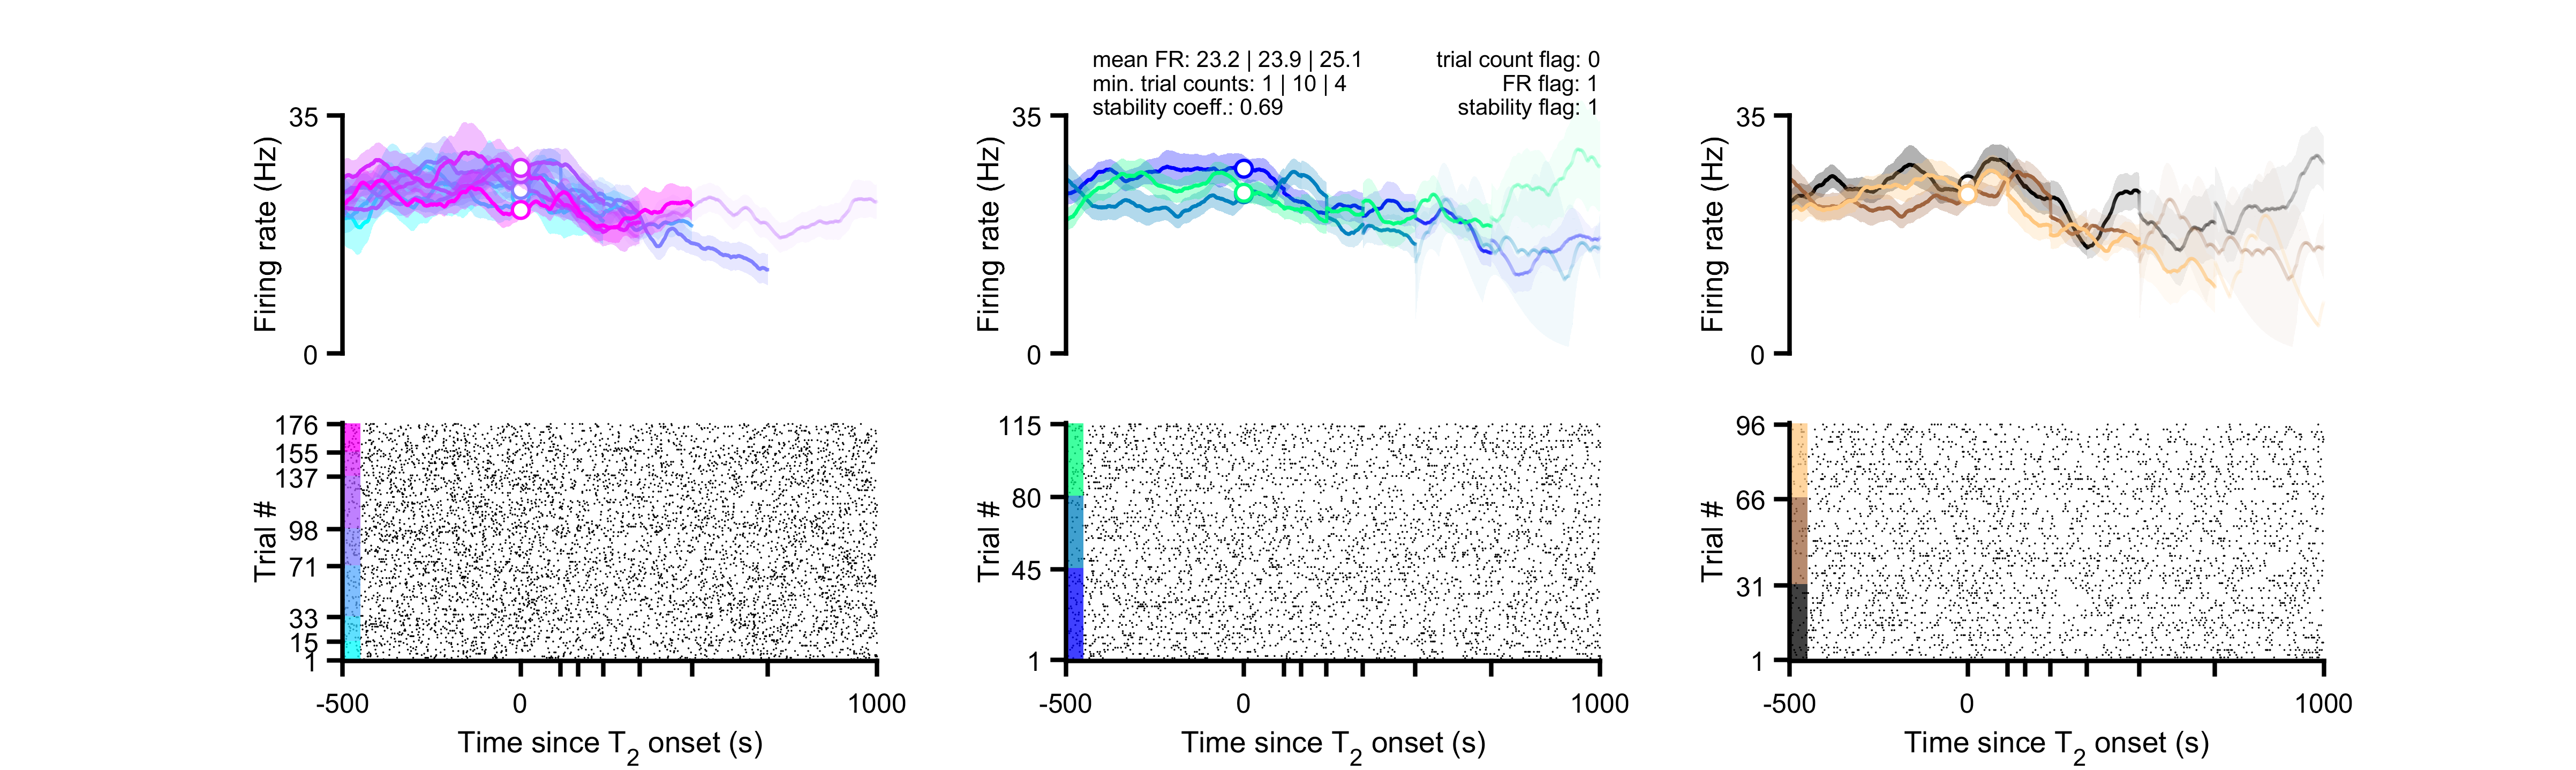 mean FR: 23.2 | 23.9 | 25.1
min. trial counts: 1 | 10 | 4
stability coeff.: 0.69
trial count flag: 0
FR flag: 1
stability flag: 1
35
Firing rate (Hz)
0
35
Firing rate (Hz)
0
35
Firing rate (Hz)
0
176
155
137
98
71
33
15
1
Trial #
-500
0
1000
Time since T2 onset (s)
115
80
45
1
Trial #
-500
0
1000
Time since T2 onset (s)
96
66
31
1
Trial #
-500
0
1000
Time since T2 onset (s)